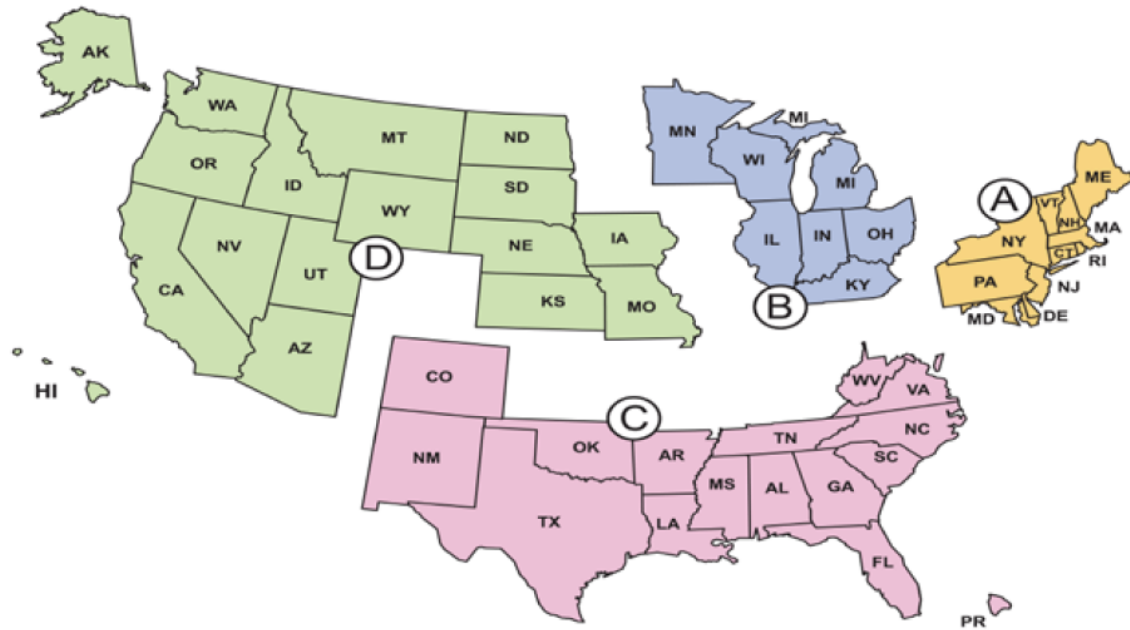 AK
WA
MT
ND
MN
MI
OR
ID
SD
WI
MI
ME
WY
A
VT
NH
MA
NV
NE
IA
IL
IN
OH
NY
CT
RI
UT
D
CA
KS
MO
B
KY
PA
NJ
MD
DE
AZ
HI
CO
WV
VA
C
NM
OK
AR
TN
NC
SC
MS
AL
GA
TX
LA
FL
PR